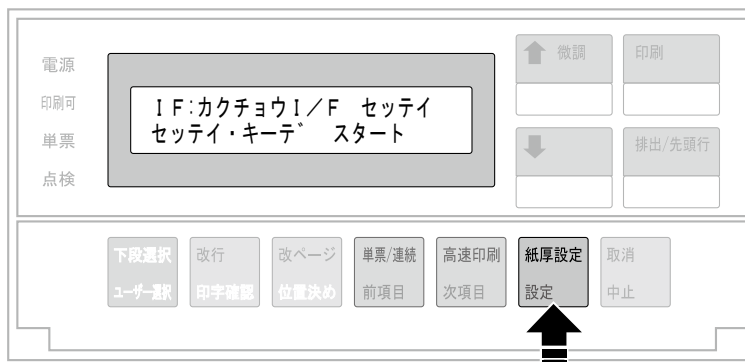 電源
印刷可
単票
点検
IF:カクチョウI/F セッテイ
セッテイ・キーデ スタート
微調
印刷
排出/先頭行
下段選択
ユーザー選択
改行
印字確認
改ページ
位置決め
単票/連続
前項目
高速印刷
次項目
紙厚設定
設定
取消
中止